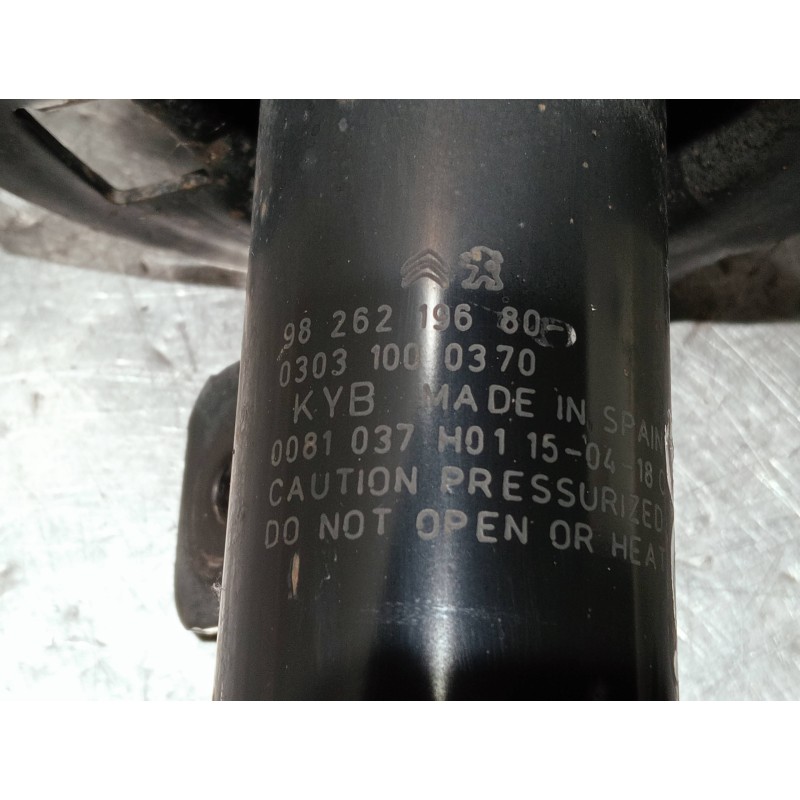 98 262 196 80-
0303 100 0370
KYB MADE IN SPAIN
0081 037 H01 15-04-18 C
CAUTION PRESSURIZED
DO NOT OPEN OR HEAT